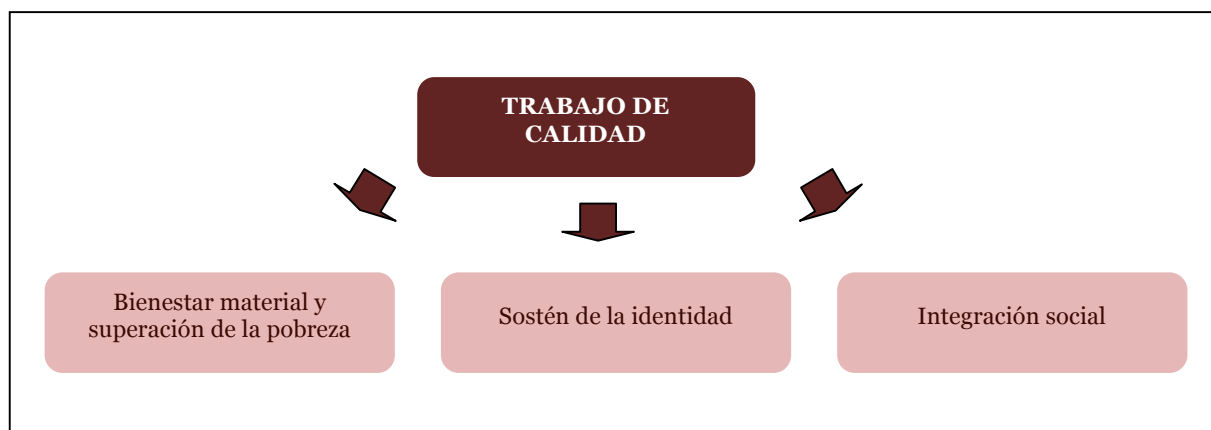 TRABAJO DE
CALIDAD
Bienestar material y
superación de la pobreza
Sostén de la identidad
Integración social